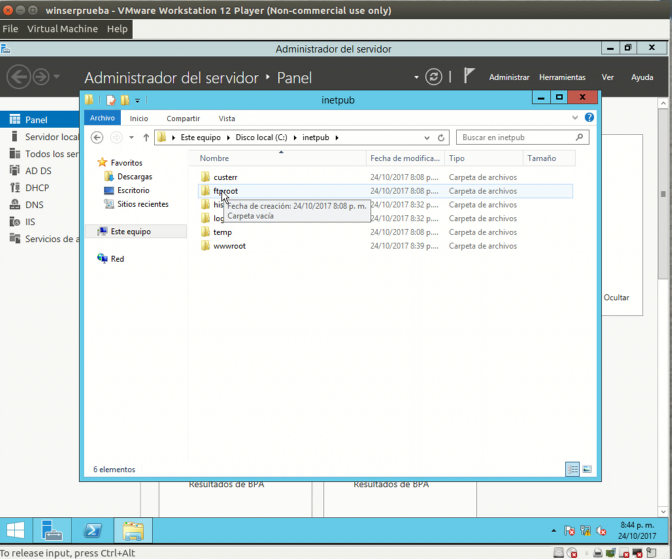 winserprueba - VMware Workstation 12 Player (Non-commercial use only)
File Virtual Machine Help
Administrador del servidor
Administrador del servidor Panel
Administrar Herramientas Ver Ayuda
Panel
Servidor local
Todos los ser
AD DS
DHCP
DNS
IIS
Servicios de a
inetpub
Archivo Inicio Compartir Vista
Este equipo Disco local (C:) inetpub
Buscar en inetpub
Favoritos
Descargas
Escritorio
Sitios recientes
Este equipo
Red
Nombre Fecha de modifica... Tipo Tamaño
custerr 24/10/2017 8:08 p.... Carpeta de archivos
ftproot 24/10/2017 8:08 p.... Carpeta de archivos
his 24/10/2017 8:32 p.... Carpeta de archivos
log 24/10/2017 8:32 p.... Carpeta de archivos
temp 24/10/2017 8:08 p.... Carpeta de archivos
wwwroot 24/10/2017 8:39 p.... Carpeta de archivos
Fecha de creación: 24/10/2017 8:08 p. m.
Carpeta vacía
6 elementos
Ocultar
Resultados de BPA Resultados de BPA
8:44 p. m.
24/10/2017
To release input, press Ctrl+Alt